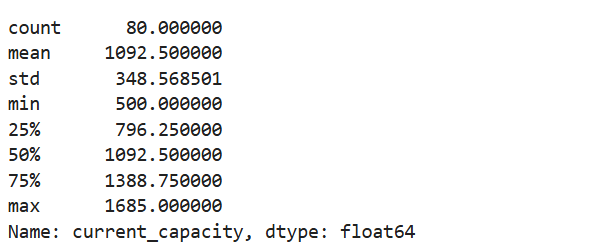 count 80.000000
mean 1092.500000
std 348.568501
min 500.000000
25% 796.250000
50% 1092.500000
75% 1388.750000
max 1685.000000
Name: current_capacity, dtype: float64